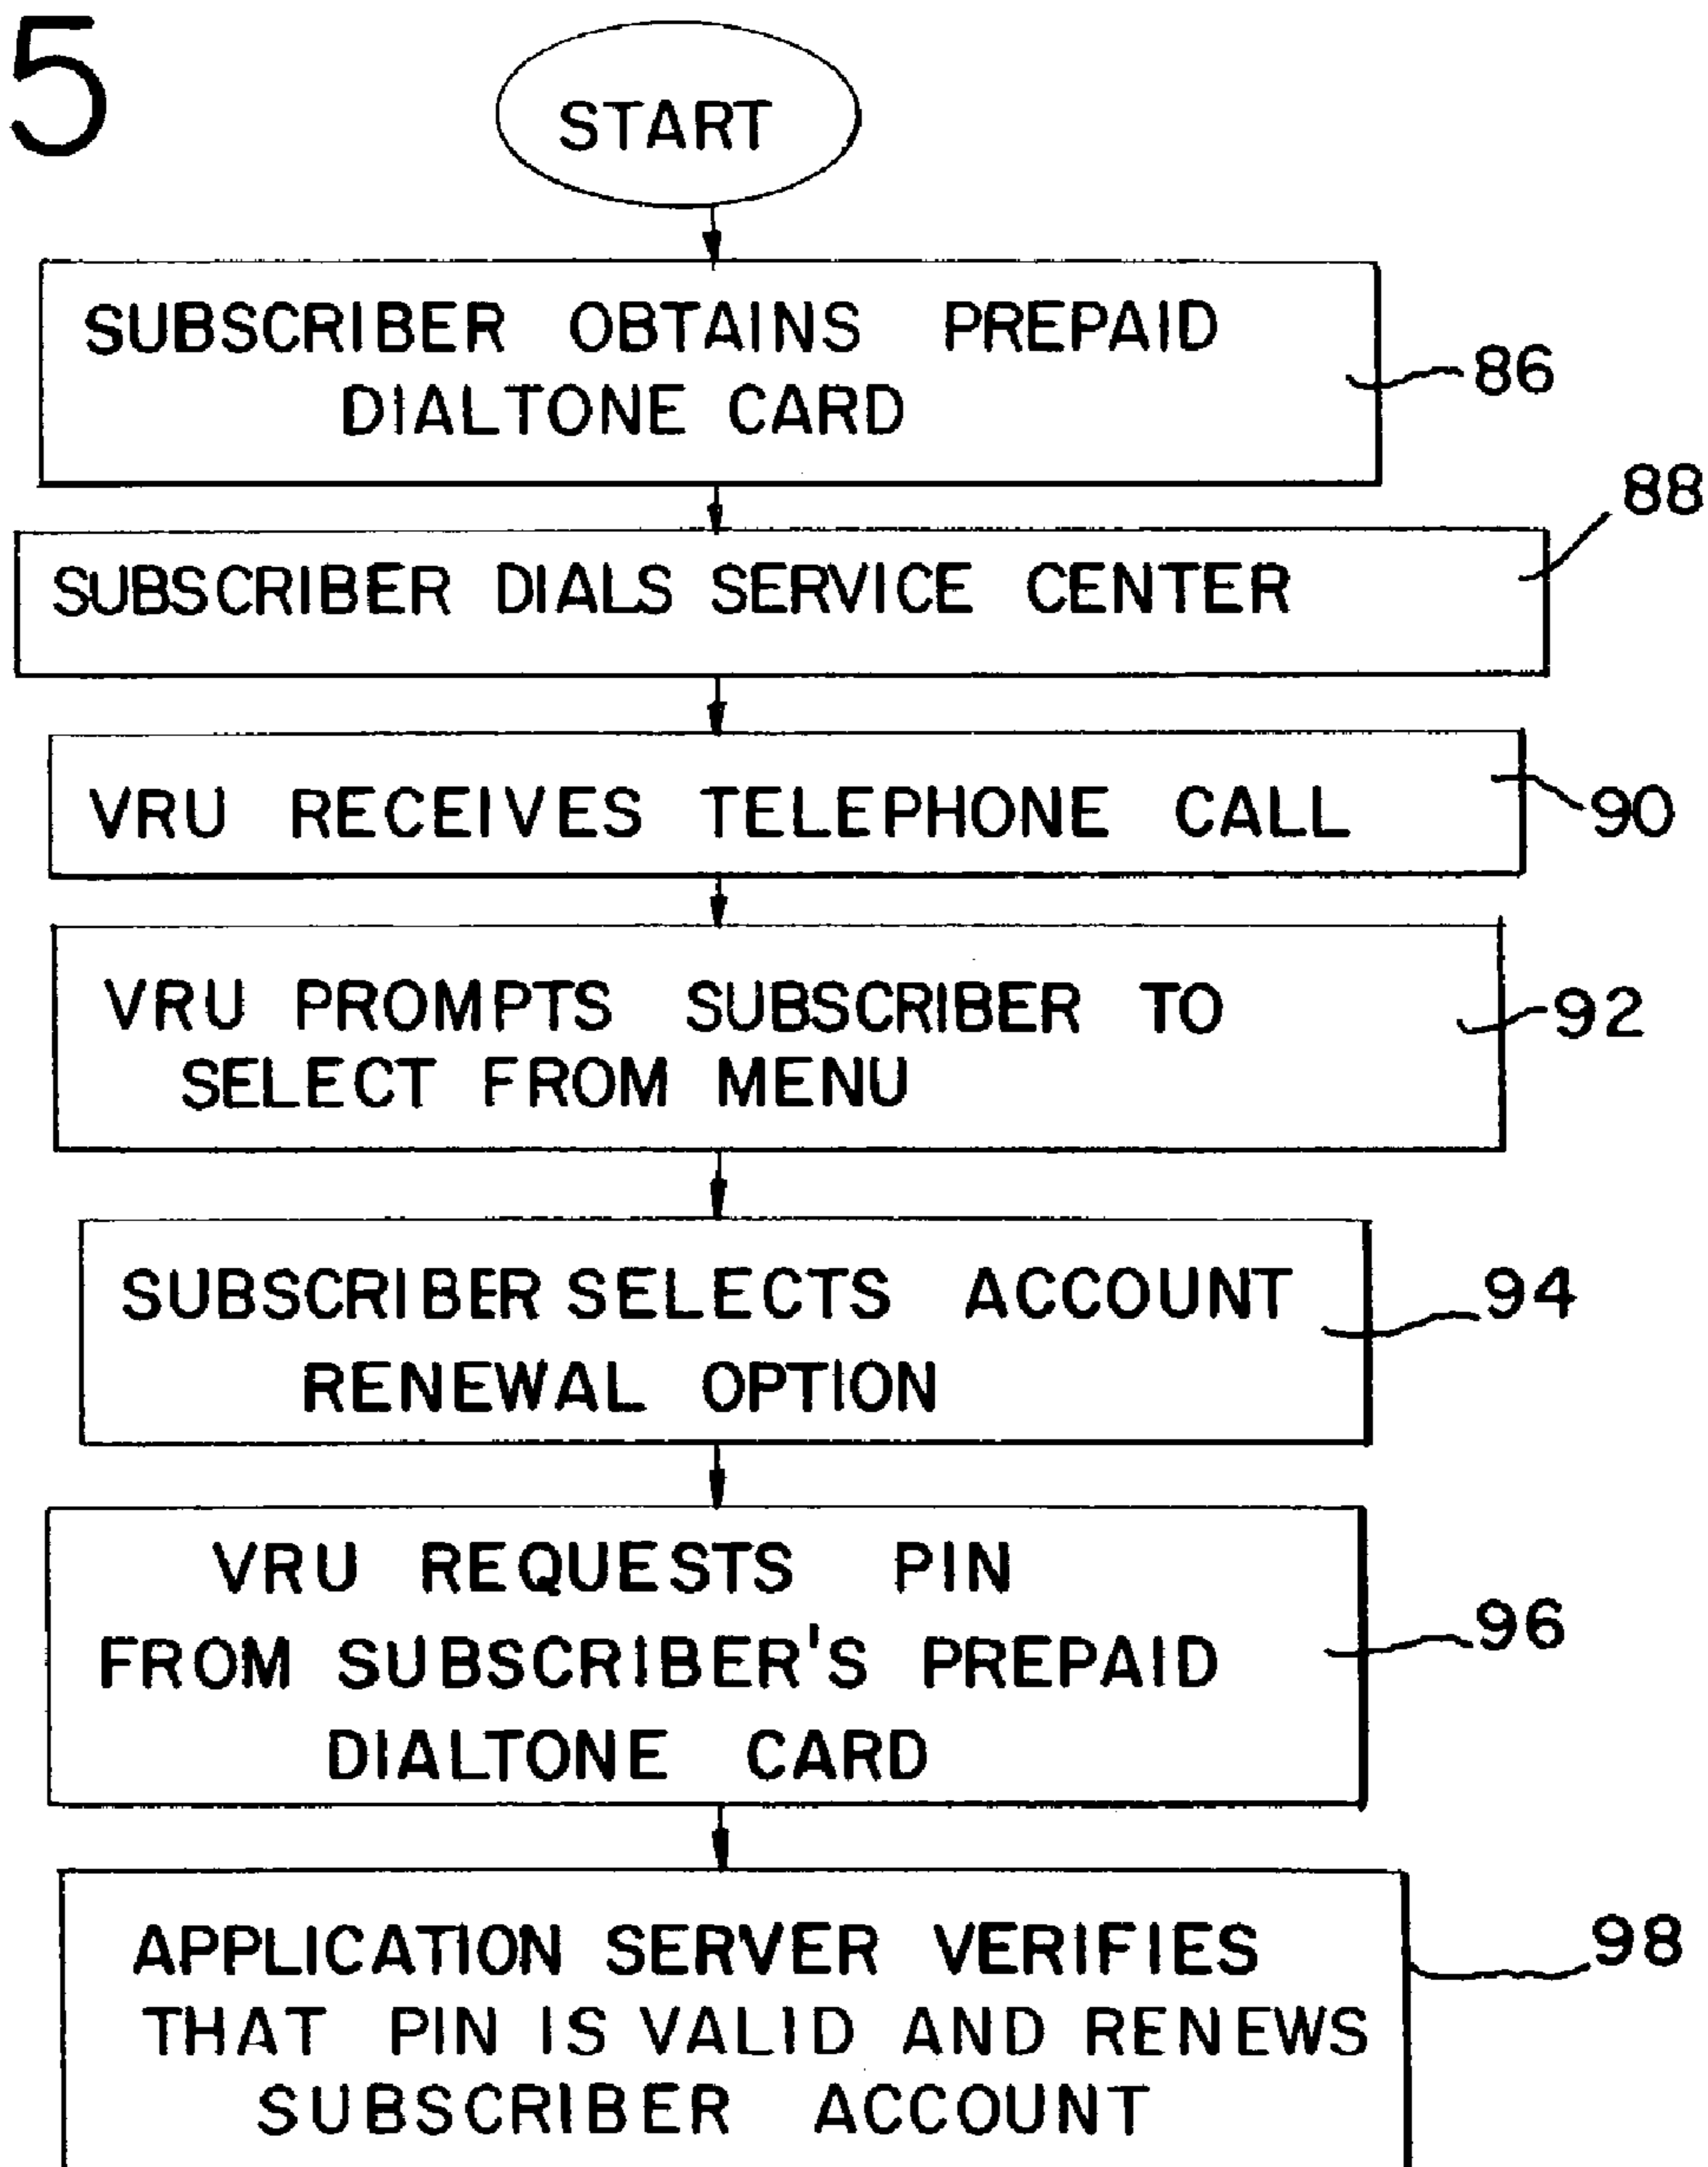 5
START
SUBSCRIBER OBTAINS PREPAID
DIALTONE CARD
86
88
SUBSCRIBER DIALS SERVICE CENTER
VRU RECEIVES TELEPHONE CALL
90
VRU PROMPTS SUBSCRIBER TO
SELECT FROM MENU
92
SUBSCRIBER SELECTS ACCOUNT
RENEWAL OPTION
94
VRU REQUESTS PIN
FROM SUBSCRIBER'S PREPAID
DIALTONE CARD
96
APPLICATION SERVER VERIFIES
THAT PIN IS VALID AND RENEWS
SUBSCRIBER ACCOUNT
98